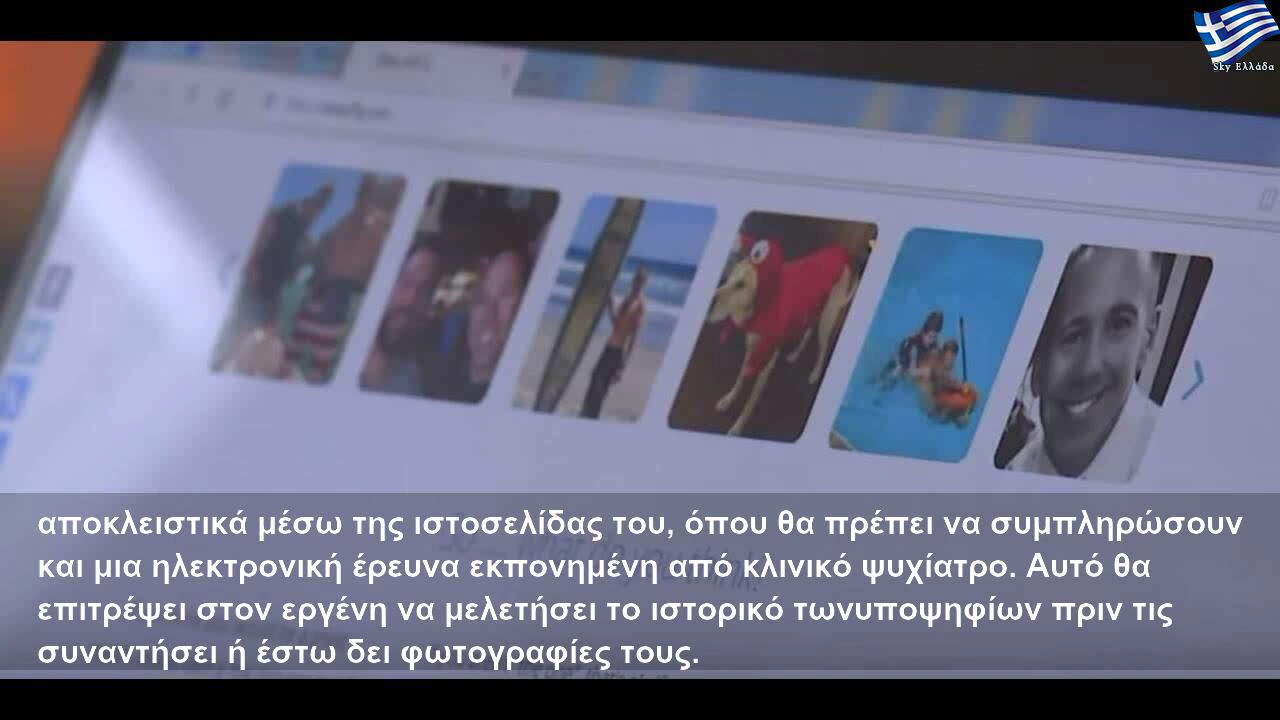 Sky Ελλάδα
αποκλειστικά μέσω της ιστοσελίδας του, όπου θα πρέπει να συμπληρώσουν
και μια ηλεκτρονική έρευνα εκπονημένη από κλινικό ψυχίατρο. Αυτό θα
επιτρέψει στον εργένη να μελετήσει το ιστορικό τωνυποψηφίων πριν τις
συναντήσει ή έστω δει φωτογραφίες τους.